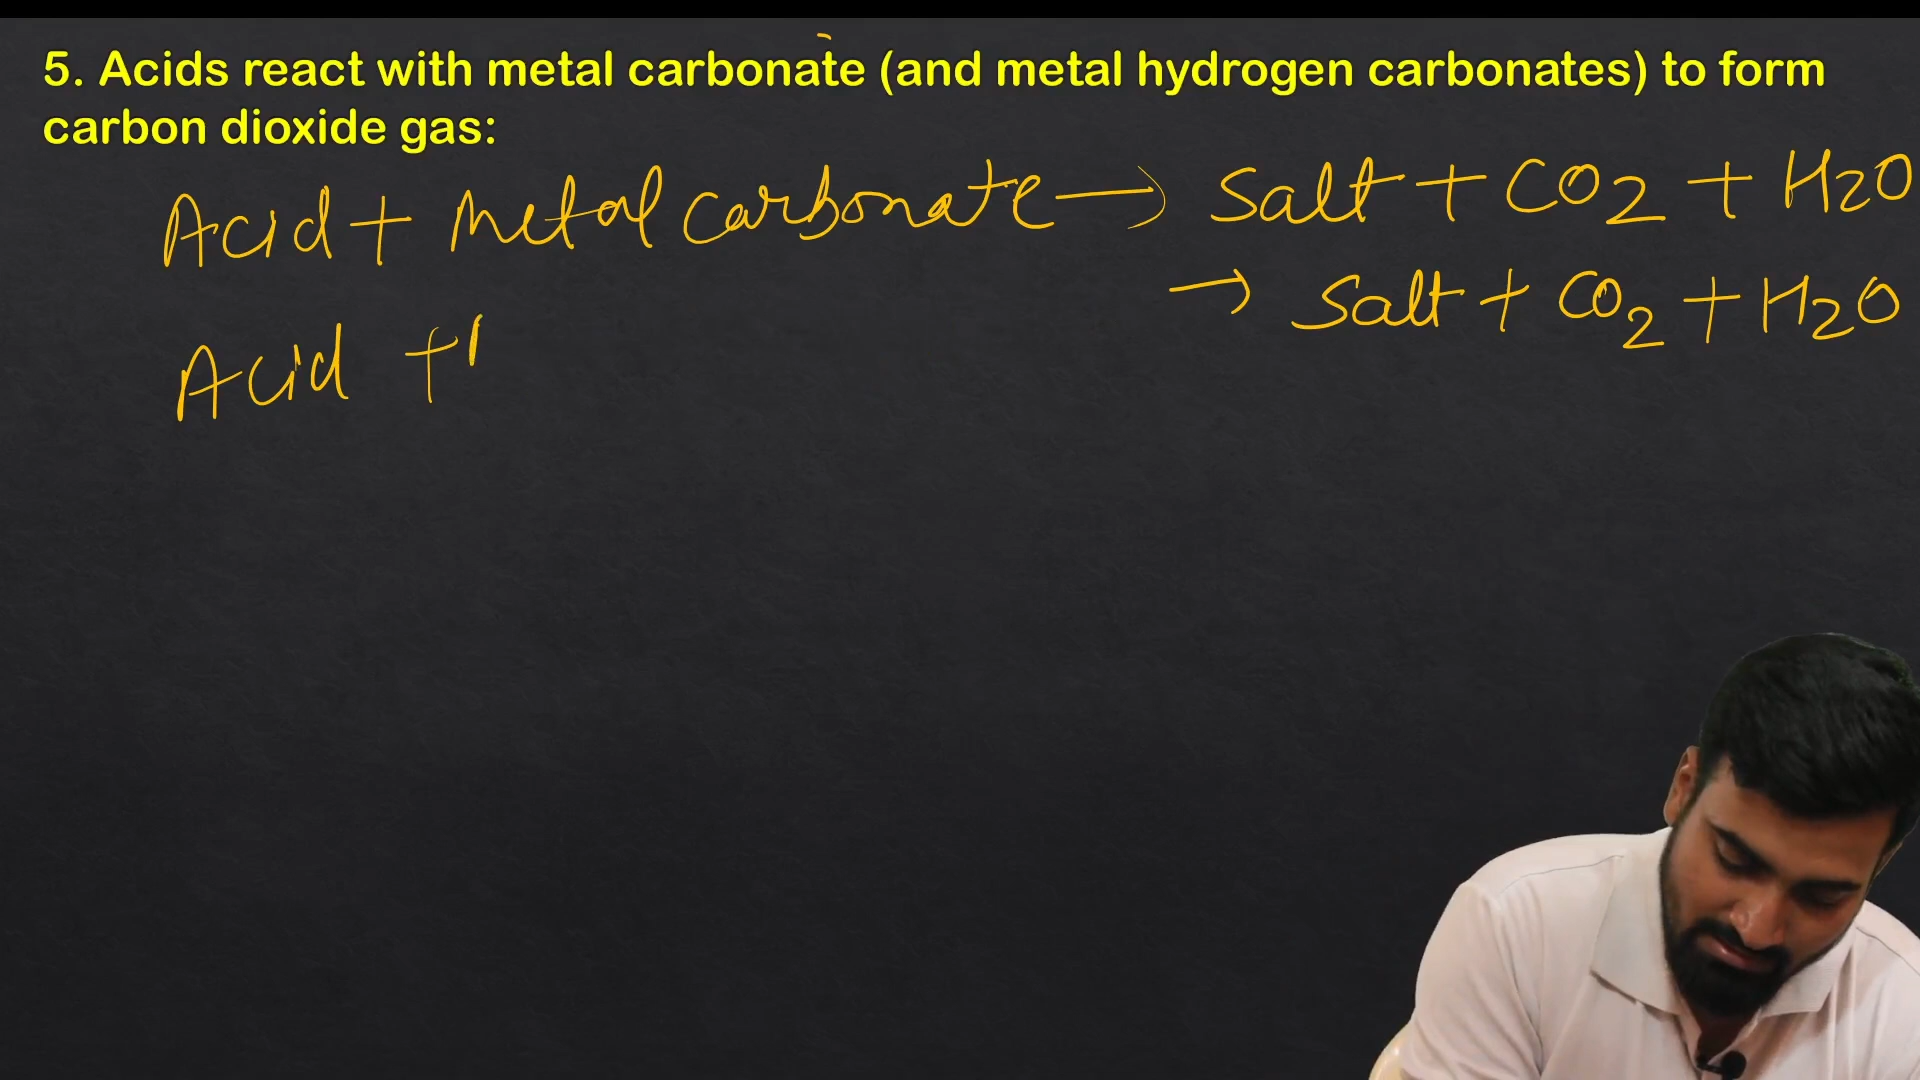 5. Acids react with metal carbonate (and metal hydrogen carbonates) to form
carbon dioxide gas:
Acid + Metal carbonate → Salt + CO2 + H2O
→ Salt + CO2 + H2O
Acid +